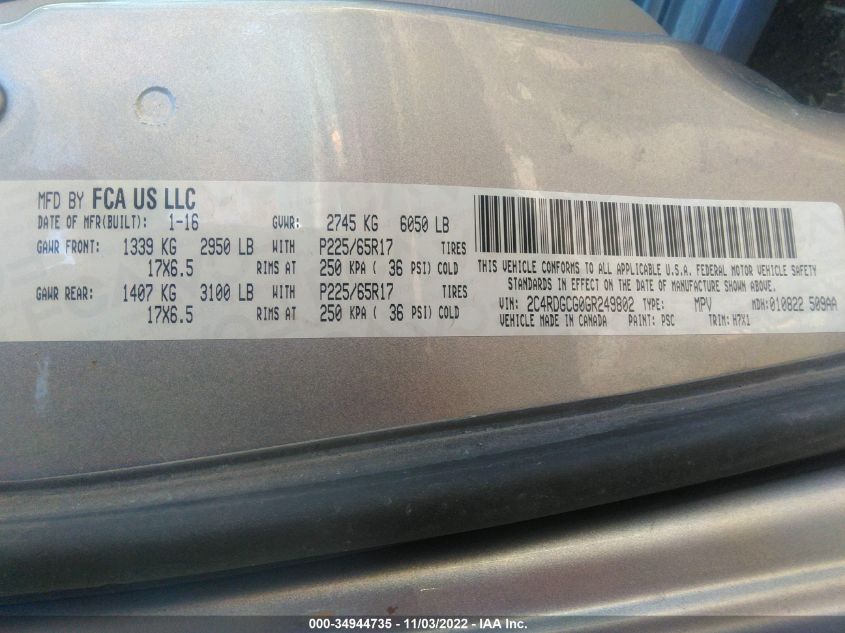 MFD BY FCA US LLC
DATE OF MFR(BUILT): 1-16 GVWR: 2745 KG 6050 LB
GAWR FRONT: 1339 KG 2950 LB WITH P225/65R17 TIRES
17X6.5 RIMS AT 250 KPA ( 36 PSI) COLD
GAWR REAR: 1407 KG 3100 LB WITH P225/65R17 TIRES
17X6.5 RIMS AT 250 KPA ( 36 PSI) COLD
THIS VEHICLE CONFORMS TO ALL APPLICABLE U.S.A. FEDERAL MOTOR VEHICLE SAFETY
STANDARDS IN EFFECT ON THE DATE OF MANUFACTURE SHOWN ABOVE.
VIN: 2C4RDGCG0GR249802 TYPE: MPV MDH:010822 509AA
VEHICLE MADE IN CANADA PAINT: PSC TRIM: H7X1
000-34944735 - 11/03/2022 - IAA Inc.